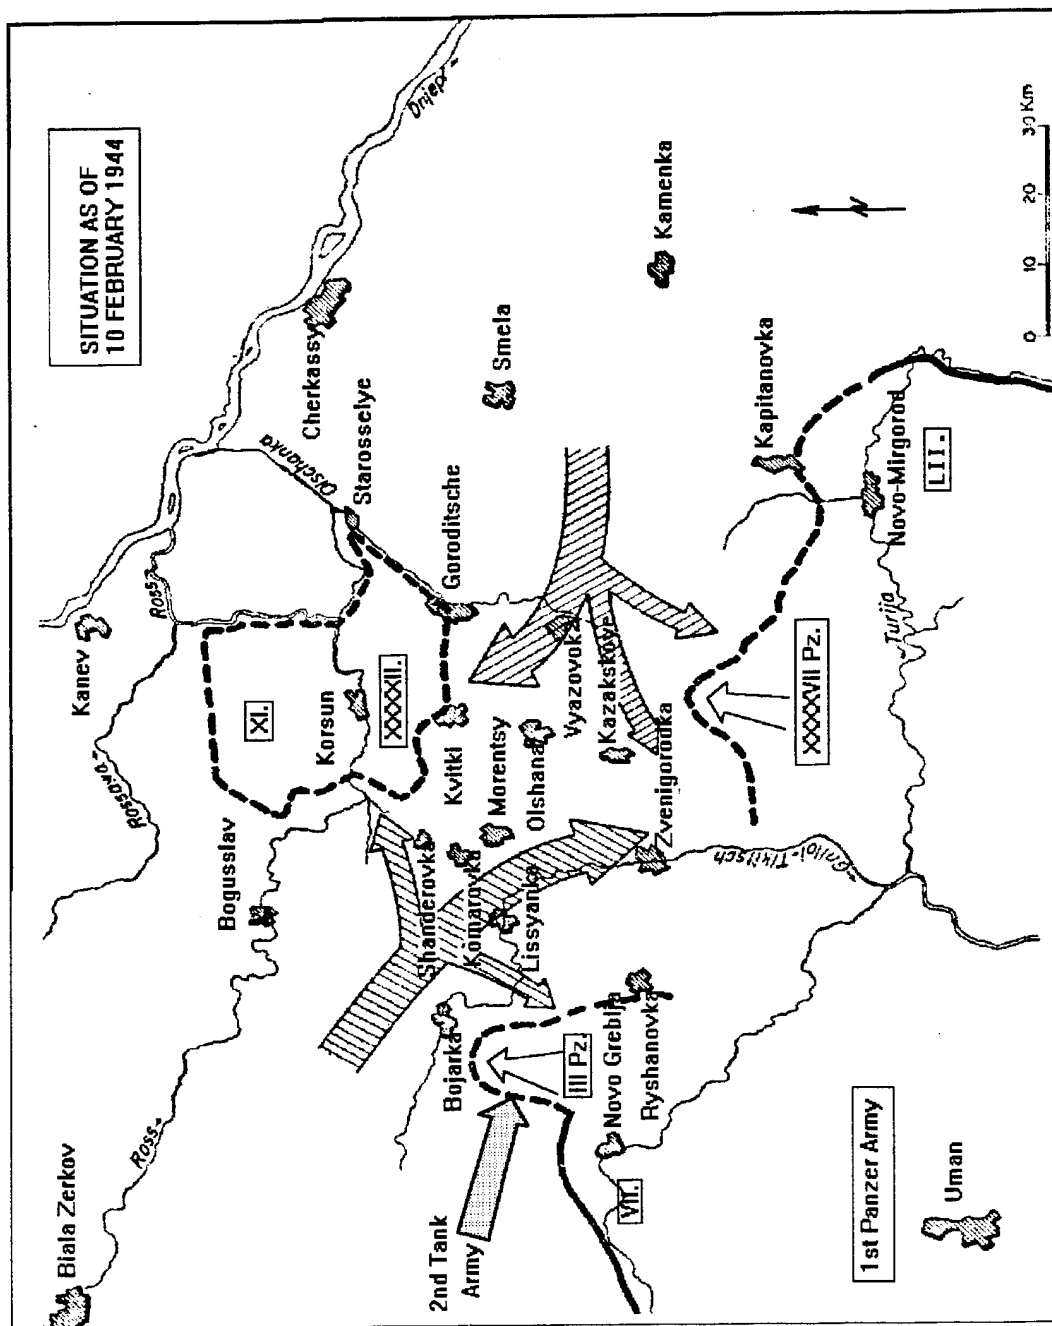 SITUATION AS OF
10 FEBRUARY 1944
Biala Zerkov
Ross
Rossava
Kanev
Ross
Dnjepr
Bogusslav
XI.
Korsun
XXXXII.
Dlschanka
Cherkassy
Starosselye
Goroditsche
Smela
Kamenka
Kvitki
Morentsy
Olshana
Vyazovok
Kazakskoye
Shanderovka
Komarovka
Lissyanka
Zvenigorodka
Bojarka
III Pz.
Novo Greblja
Ryshanovka
2nd Tank
Army
VII.
1st Panzer Army
Uman
Gniloi-Tikitsch
XXXXVII Pz.
Kapitanovka
Novo-Mirgorod
LII.
Turija
N
0 10 20 30 Km